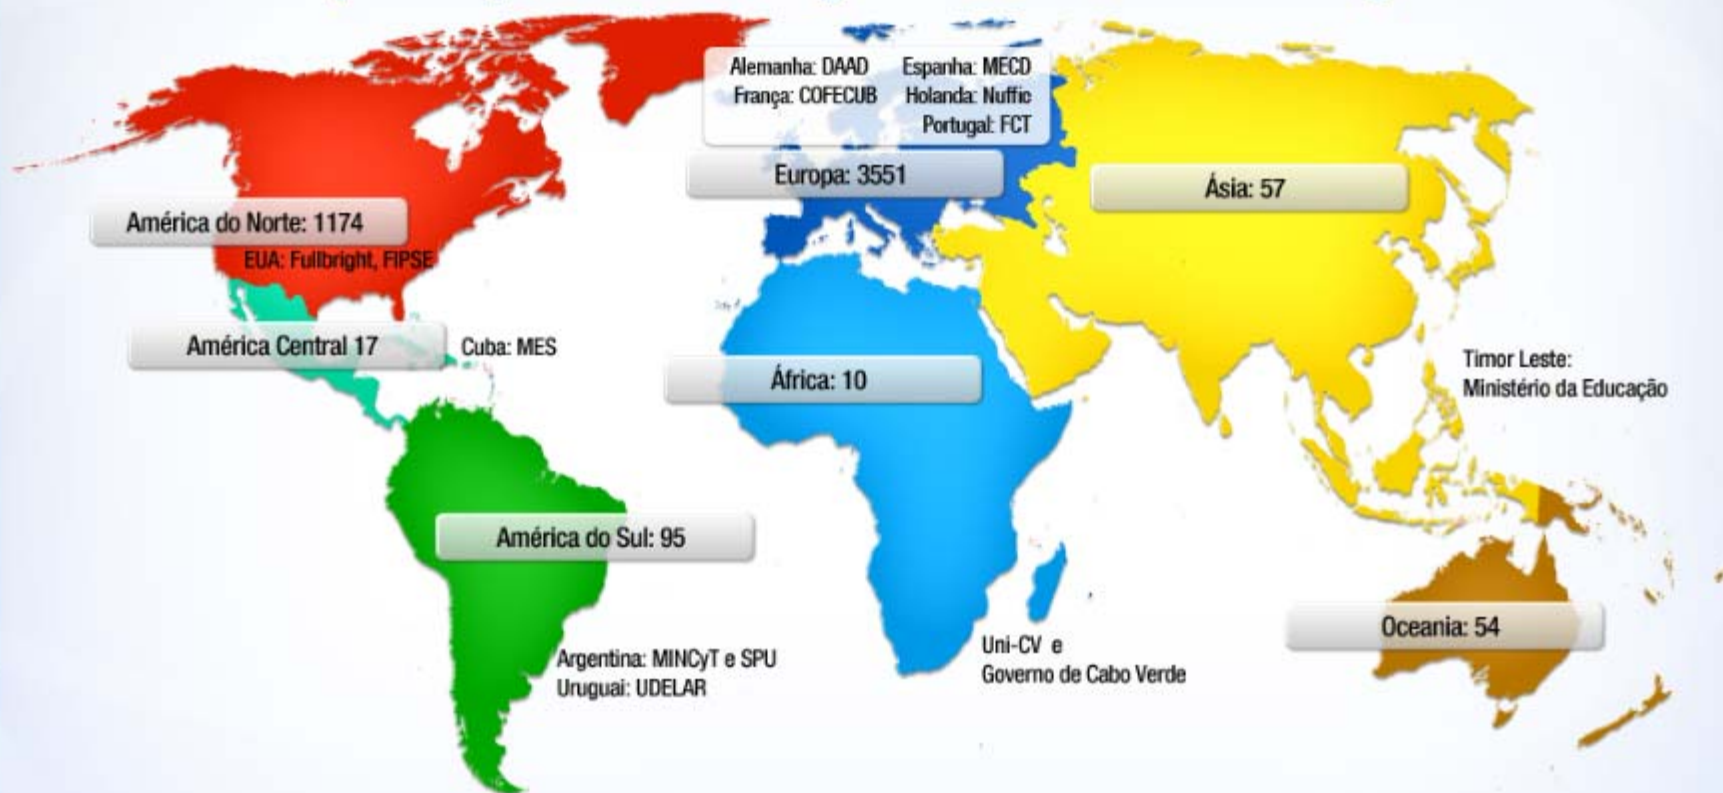 Alemanha: DAAD
Espanha: MECD
França: COFECUB
Holanda: Nuffic
Portugal: FCT
Europa: 3551
Ásia: 57
América do Norte: 1174
EUA: Fullbright, FIPSE
América Central 17
Cuba: MES
África: 10
Timor Leste:
Ministério da Educação
América do Sul: 95
Oceania: 54
Argentina: MINCyT e SPU
Uruguai: UDELAR
Uni-CV e
Governo de Cabo Verde